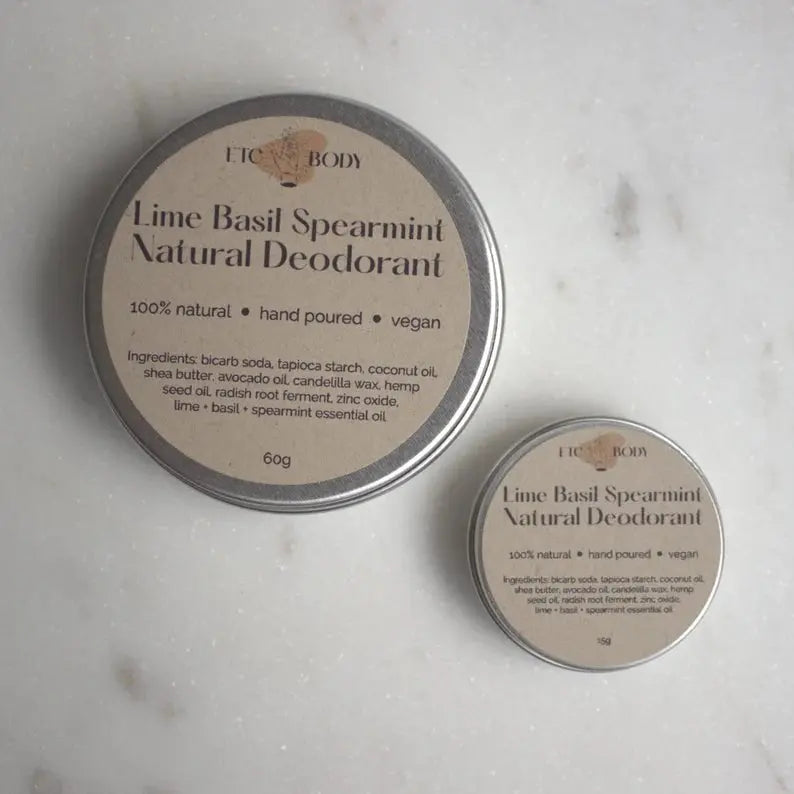 ETC BODY
Lime Basil Spearmint
Natural Deodorant
100% natural • hand poured • vegan
Ingredients: bicarb soda, tapioca starch, coconut oil,
shea butter, avocado oil, candelilla wax, hemp
seed oil, radish root ferment, zinc oxide,
lime + basil + spearmint essential oil
60g
ETC BODY
Lime Basil Spearmint
Natural Deodorant
100% natural • hand poured • vegan
Ingredients: bicarb soda, tapioca starch, coconut oil,
shea butter, avocado oil, candelilla wax, hemp
seed oil, radish root ferment, zinc oxide,
lime + basil + spearmint essential oil
15g